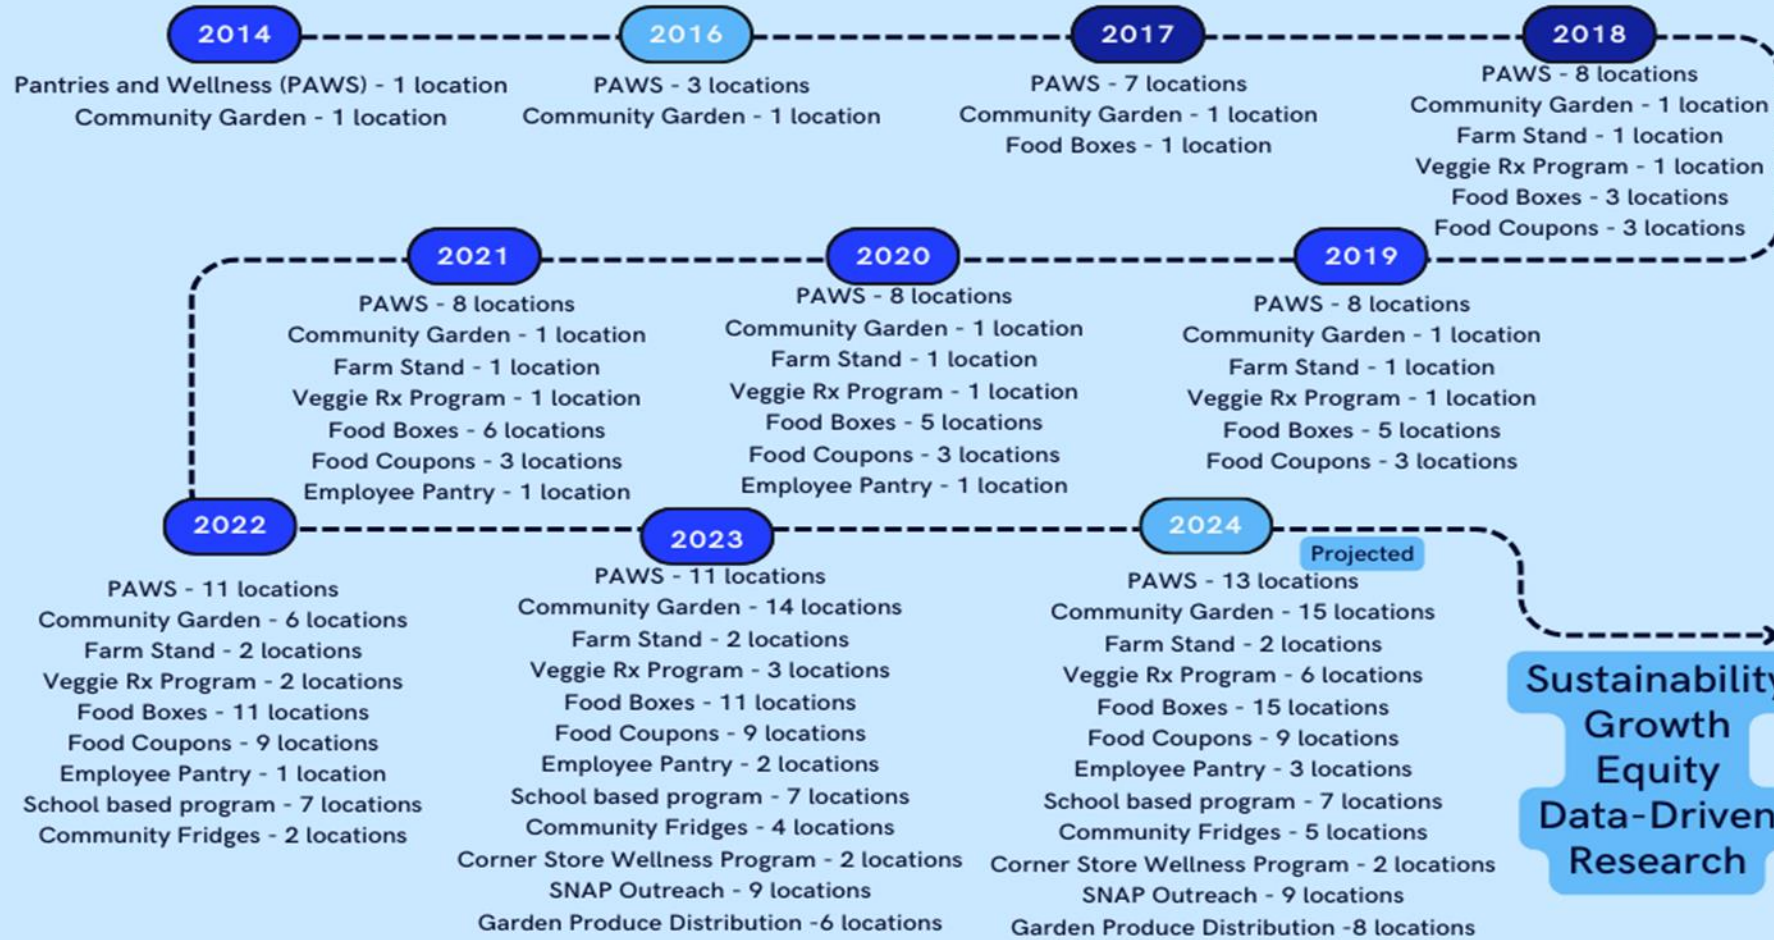 2014
Pantries and Wellness (PAWS) - 1 location
Community Garden - 1 location
2016
PAWS - 3 locations
Community Garden - 1 location
2017
PAWS - 7 locations
Community Garden - 1 location
Food Boxes - 1 location
2018
PAWS - 8 locations
Community Garden - 1 location
Farm Stand - 1 location
Veggie Rx Program - 1 location
Food Boxes - 3 locations
Food Coupons - 3 locations
2019
PAWS - 8 locations
Community Garden - 1 location
Farm Stand - 1 location
Veggie Rx Program - 1 location
Food Boxes - 5 locations
Food Coupons - 3 locations
2020
PAWS - 8 locations
Community Garden - 1 location
Farm Stand - 1 location
Veggie Rx Program - 1 location
Food Boxes - 5 locations
Food Coupons - 3 locations
Employee Pantry - 1 location
2021
PAWS - 8 locations
Community Garden - 1 location
Farm Stand - 1 location
Veggie Rx Program - 1 location
Food Boxes - 6 locations
Food Coupons - 3 locations
Employee Pantry - 1 location
2022
PAWS - 11 locations
Community Garden - 6 locations
Farm Stand - 2 locations
Veggie Rx Program - 2 locations
Food Boxes - 11 locations
Food Coupons - 9 locations
Employee Pantry - 1 location
School based program - 7 locations
Community Fridges - 2 locations
2023
PAWS - 11 locations
Community Garden - 14 locations
Farm Stand - 2 locations
Veggie Rx Program - 3 locations
Food Boxes - 11 locations
Food Coupons - 9 locations
Employee Pantry - 2 locations
School based program - 7 locations
Community Fridges - 4 locations
Corner Store Wellness Program - 2 locations
SNAP Outreach - 9 locations
Garden Produce Distribution -6 locations
2024
Projected
PAWS - 13 locations
Community Garden - 15 locations
Farm Stand - 2 locations
Veggie Rx Program - 6 locations
Food Boxes - 15 locations
Food Coupons - 9 locations
Employee Pantry - 3 locations
School based program - 7 locations
Community Fridges - 5 locations
Corner Store Wellness Program - 2 locations
SNAP Outreach - 9 locations
Garden Produce Distribution -8 locations
Sustainability
Growth
Equity
Data-Driven
Research